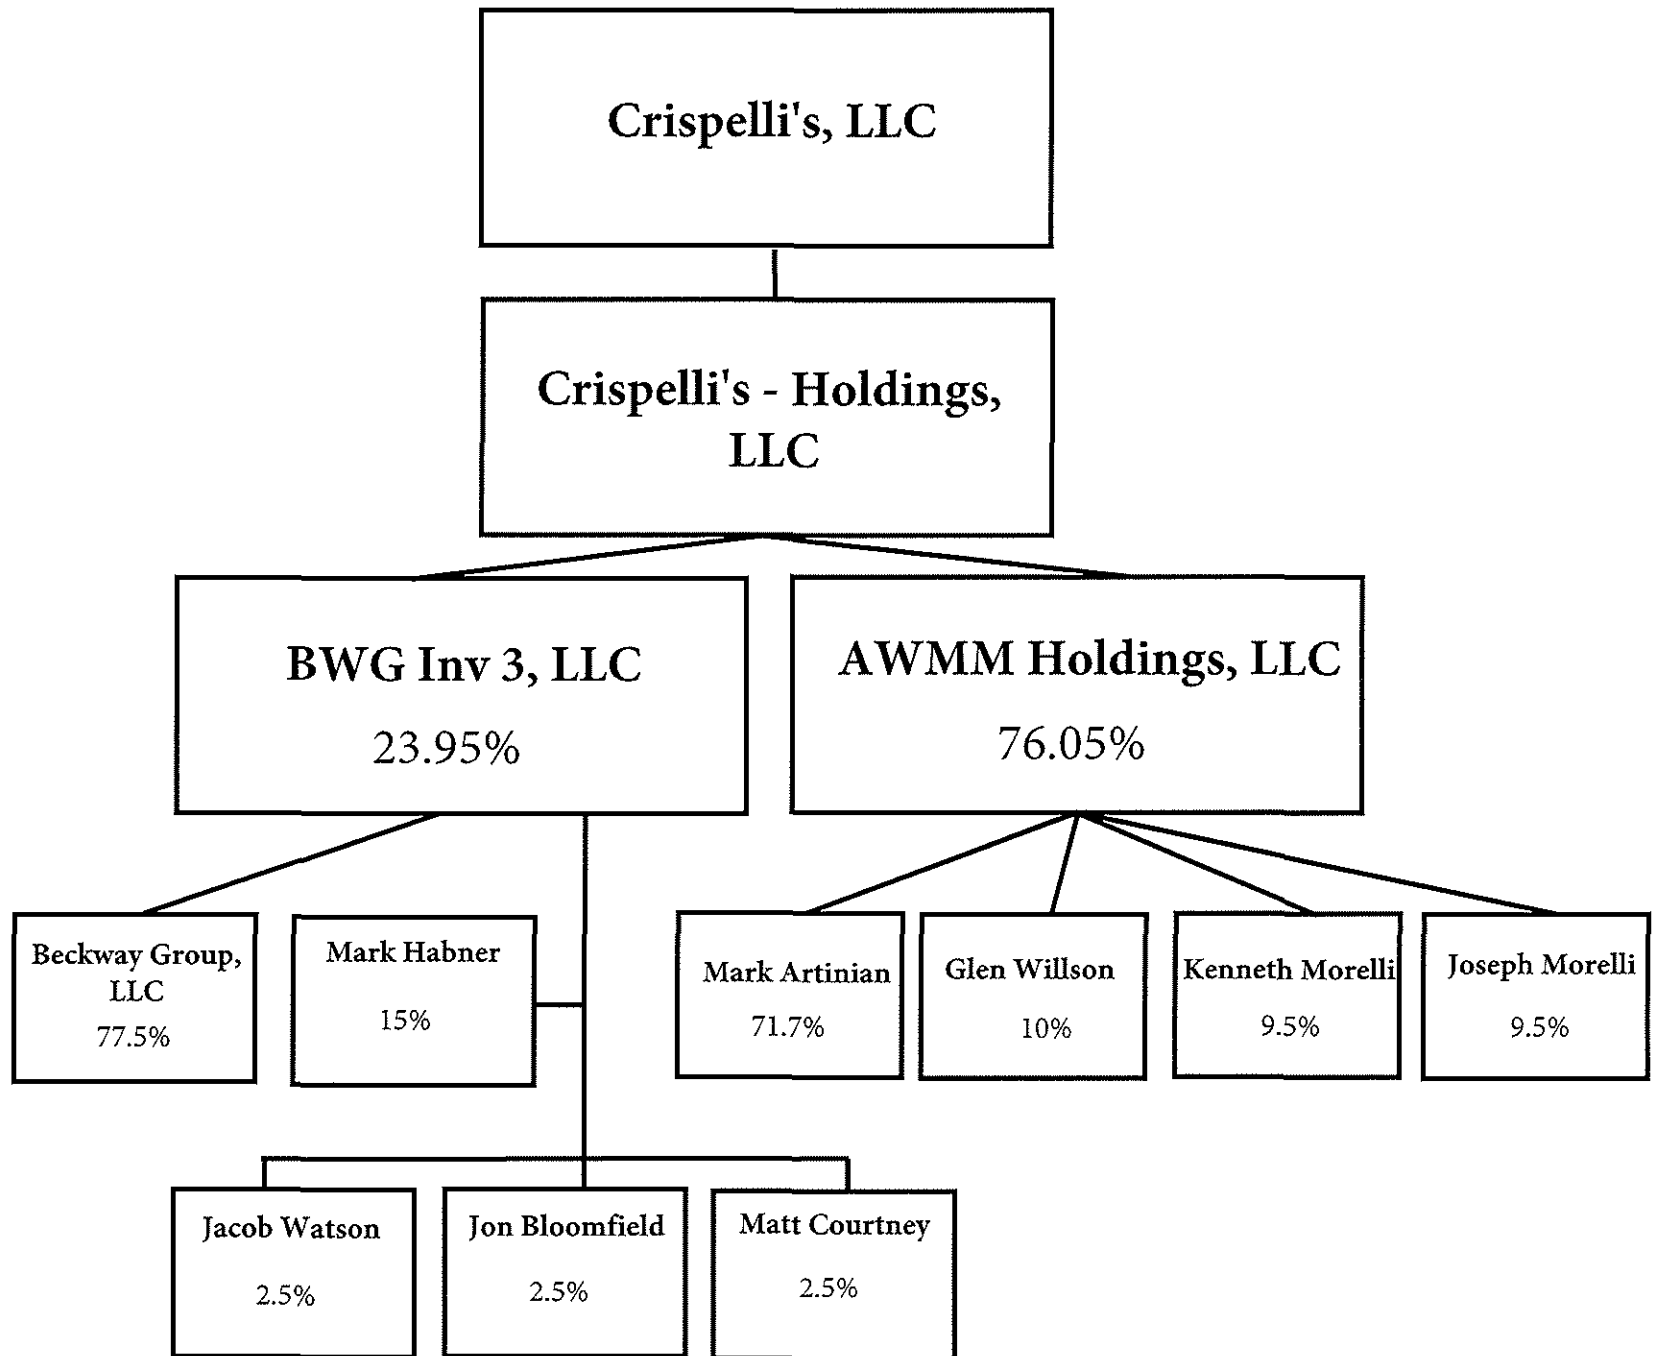 Crispelli's, LLC
Crispelli's - Holdings,
LLC
BWG Inv 3, LLC
23.95%
AWMM Holdings, LLC
76.05%
Beckway Group,
LLC
77.5%
Mark Habner
15%
Mark Artinian
71.7%
Glen Willson
10%
Kenneth Morelli
9.5%
Joseph Morelli
9.5%
Jacob Watson
2.5%
Jon Bloomfield
2.5%
Matt Courtney
2.5%